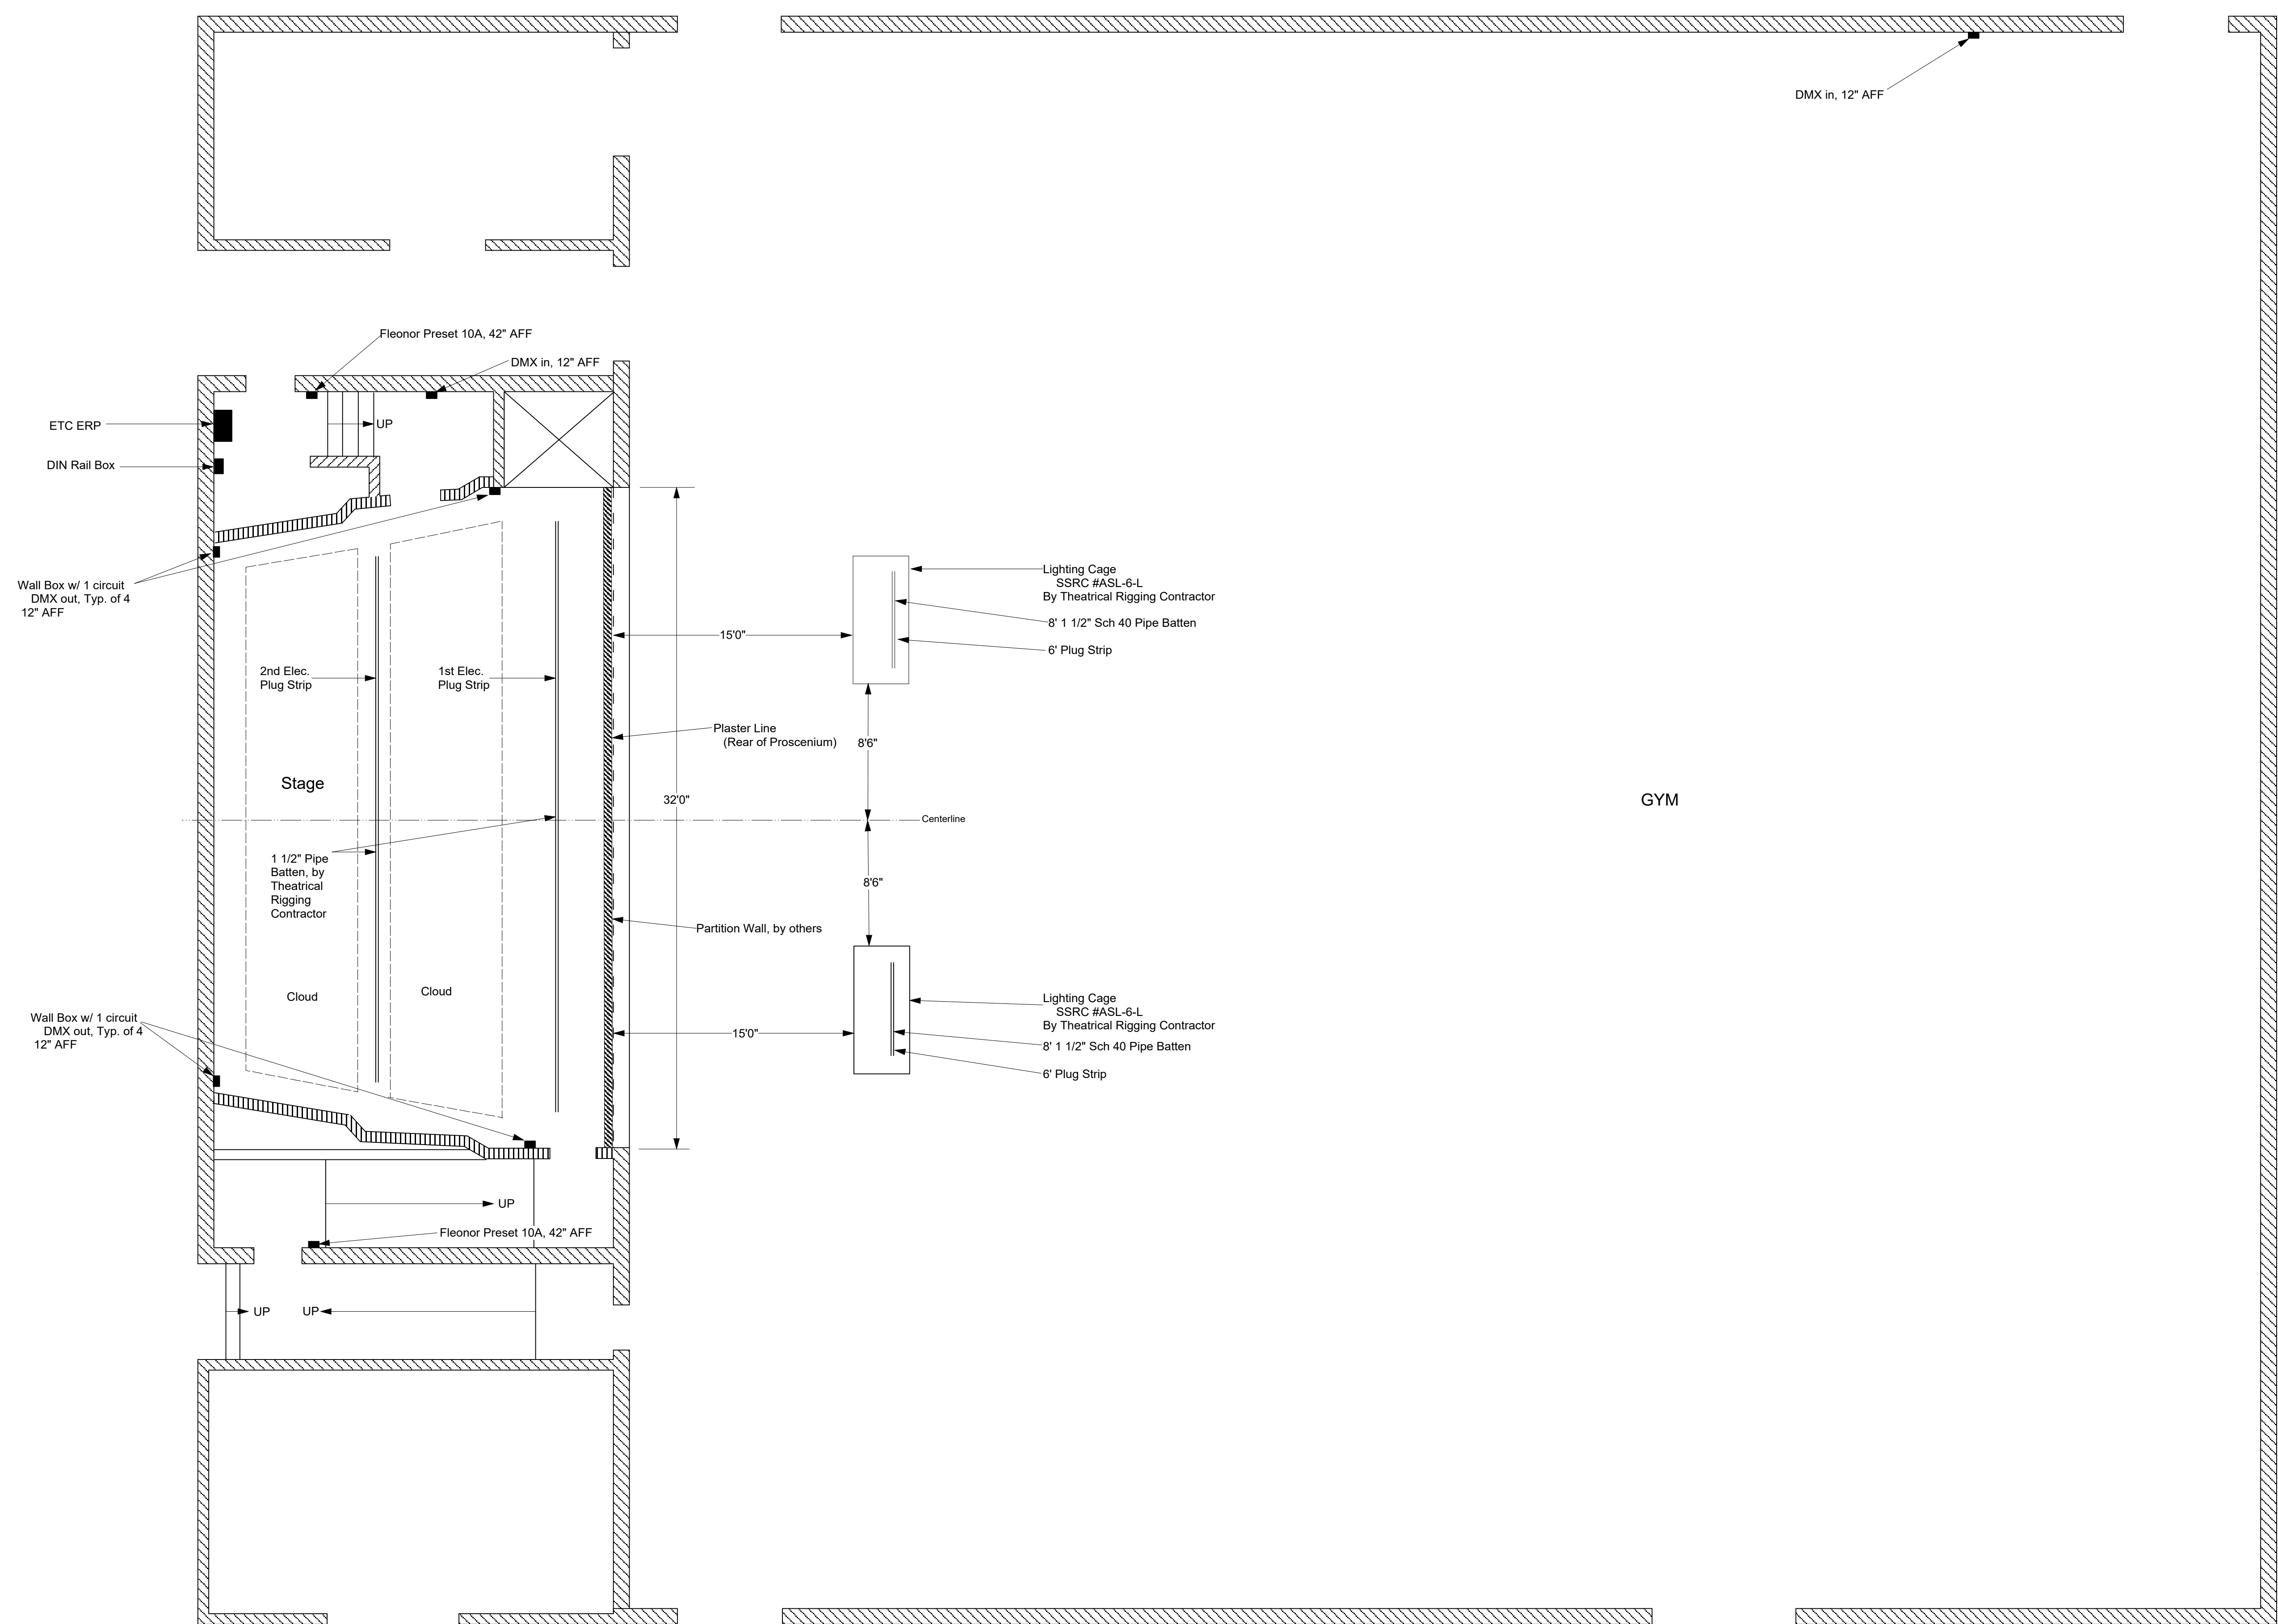 DMX in, 12" AFF
Fleonor Preset 10A, 42" AFF
DMX in, 12" AFF
ETC ERP
UP
DIN Rail Box
Wall Box w/ 1 circuit
DMX out, Typ. of 4
12" AFF
Lighting Cage
SSRC #ASL-6-L
By Theatrical Rigging Contractor
8' 1 1/2" Sch 40 Pipe Batten
6' Plug Strip
15'0"
2nd Elec.
Plug Strip
1st Elec.
Plug Strip
Plaster Line
(Rear of Proscenium)
8'6"
Stage
32'0"
GYM
Centerline
1 1/2" Pipe
Batten, by
Theatrical
Rigging
Contractor
8'6"
Partition Wall, by others
Cloud
Cloud
Lighting Cage
SSRC #ASL-6-L
By Theatrical Rigging Contractor
8' 1 1/2" Sch 40 Pipe Batten
6' Plug Strip
15'0"
Wall Box w/ 1 circuit
DMX out, Typ. of 4
12" AFF
UP
Fleonor Preset 10A, 42" AFF
UP
UP